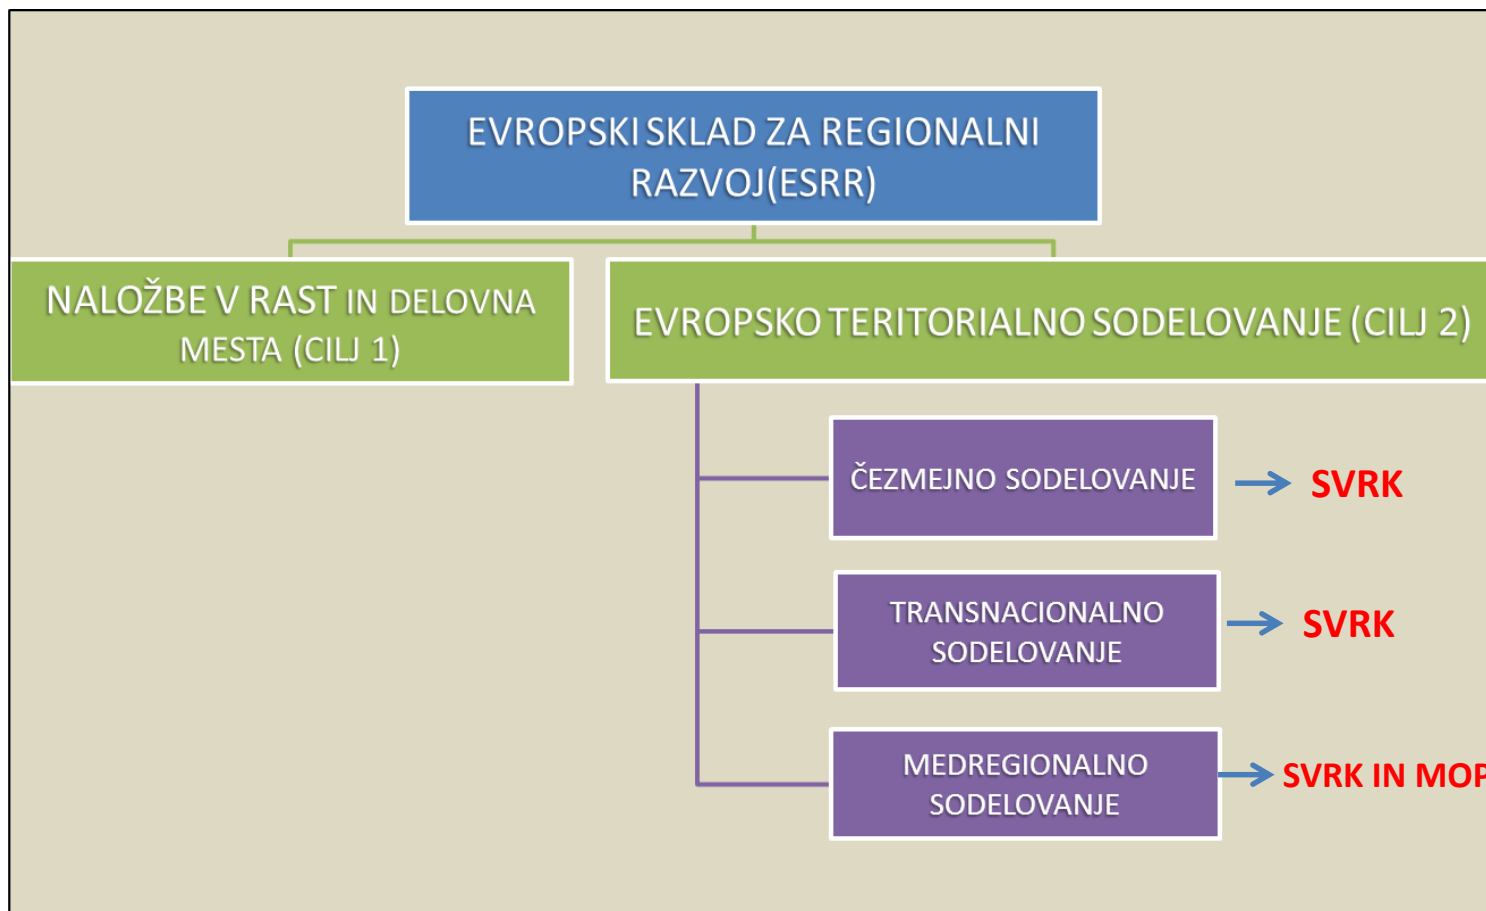 EVROPSKI SKLAD ZA REGIONALNI
RAZVOJ(ESRR)
NALOŽBE V RAST IN DELOVNA
MESTA (CILJ 1)
EVROPSKO TERITORIALNO SODELOVANJE (CILJ 2)
ČEZMEJNO SODELOVANJE
SVRK
TRANSNACIONALNO
SODELOVANJE
SVRK
MEDREGIONALNO
SODELOVANJE
SVRK IN MOP